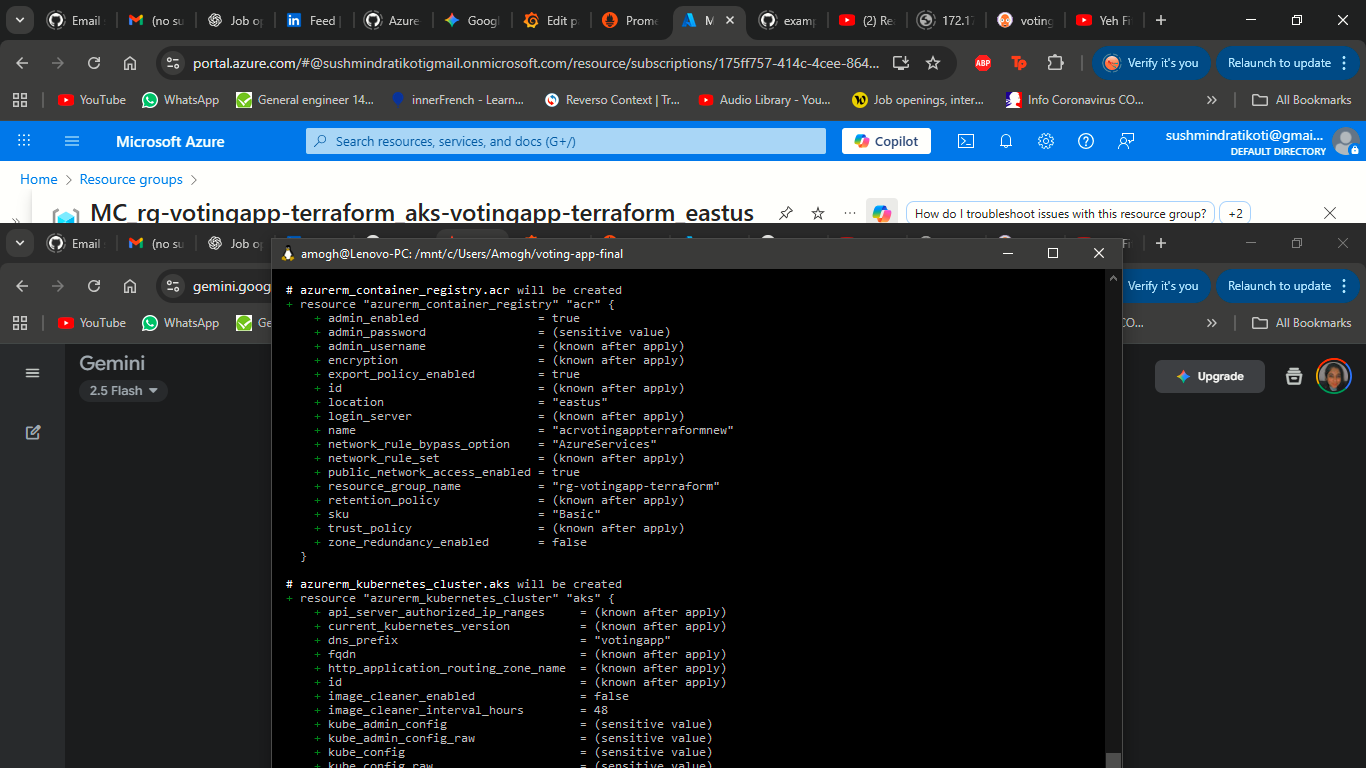 Email
(no su
Job op
Feed |
Azure
Googl
Edit p
Prome
M
examp
(2) Re
172.17
voting
Yeh Fi
portal.azure.com/#@sushmindratikotigmail.onmicrosoft.com/resource/subscriptions/175ff757-414c-4cee-864...
ABP
Tp
Verify it's you
Relaunch to update
YouTube
WhatsApp
General engineer 14...
innerFrench - Learn...
Reverso Context | Tr...
Audio Library - You...
Job openings, inter...
Info Coronavirus CO...
All Bookmarks
Microsoft Azure
Search resources, services, and docs (G+/)
Copilot
sushmindratikoti@gmai...
DEFAULT DIRECTORY
Home > Resource groups >
MC_rg-votingapp-terraform_aks-votingapp-terraform_eastus
How do I troubleshoot issues with this resource group?
+2
Email
(no su
Job op
amogh@Lenovo-PC: /mnt/c/Users/Amogh/voting-app-final
gemini.goog
Verify it's you
Relaunch to update
YouTube
WhatsApp
Ge
CO...
All Bookmarks
Gemini
2.5 Flash
Upgrade
# azurerm_container_registry.acr will be created
+ resource "azurerm_container_registry" "acr" {
+ admin_enabled = true
+ admin_password = (sensitive value)
+ admin_username = (known after apply)
+ encryption = (known after apply)
+ export_policy_enabled = true
+ id = (known after apply)
+ location = "eastus"
+ login_server = (known after apply)
+ name = "acrvotingappterraformnew"
+ network_rule_bypass_option = "AzureServices"
+ network_rule_set = (known after apply)
+ public_network_access_enabled = true
+ resource_group_name = "rg-votingapp-terraform"
+ retention_policy = (known after apply)
+ sku = "Basic"
+ trust_policy = (known after apply)
+ zone_redundancy_enabled = false
}
# azurerm_kubernetes_cluster.aks will be created
+ resource "azurerm_kubernetes_cluster" "aks" {
+ api_server_authorized_ip_ranges = (known after apply)
+ current_kubernetes_version = (known after apply)
+ dns_prefix = "votingapp"
+ fqdn = (known after apply)
+ http_application_routing_zone_name = (known after apply)
+ id = (known after apply)
+ image_cleaner_enabled = false
+ image_cleaner_interval_hours = 48
+ kube_admin_config = (sensitive value)
+ kube_admin_config_raw = (sensitive value)
+ kube_config = (sensitive value)
+ kube_config_raw = (sensitive value)